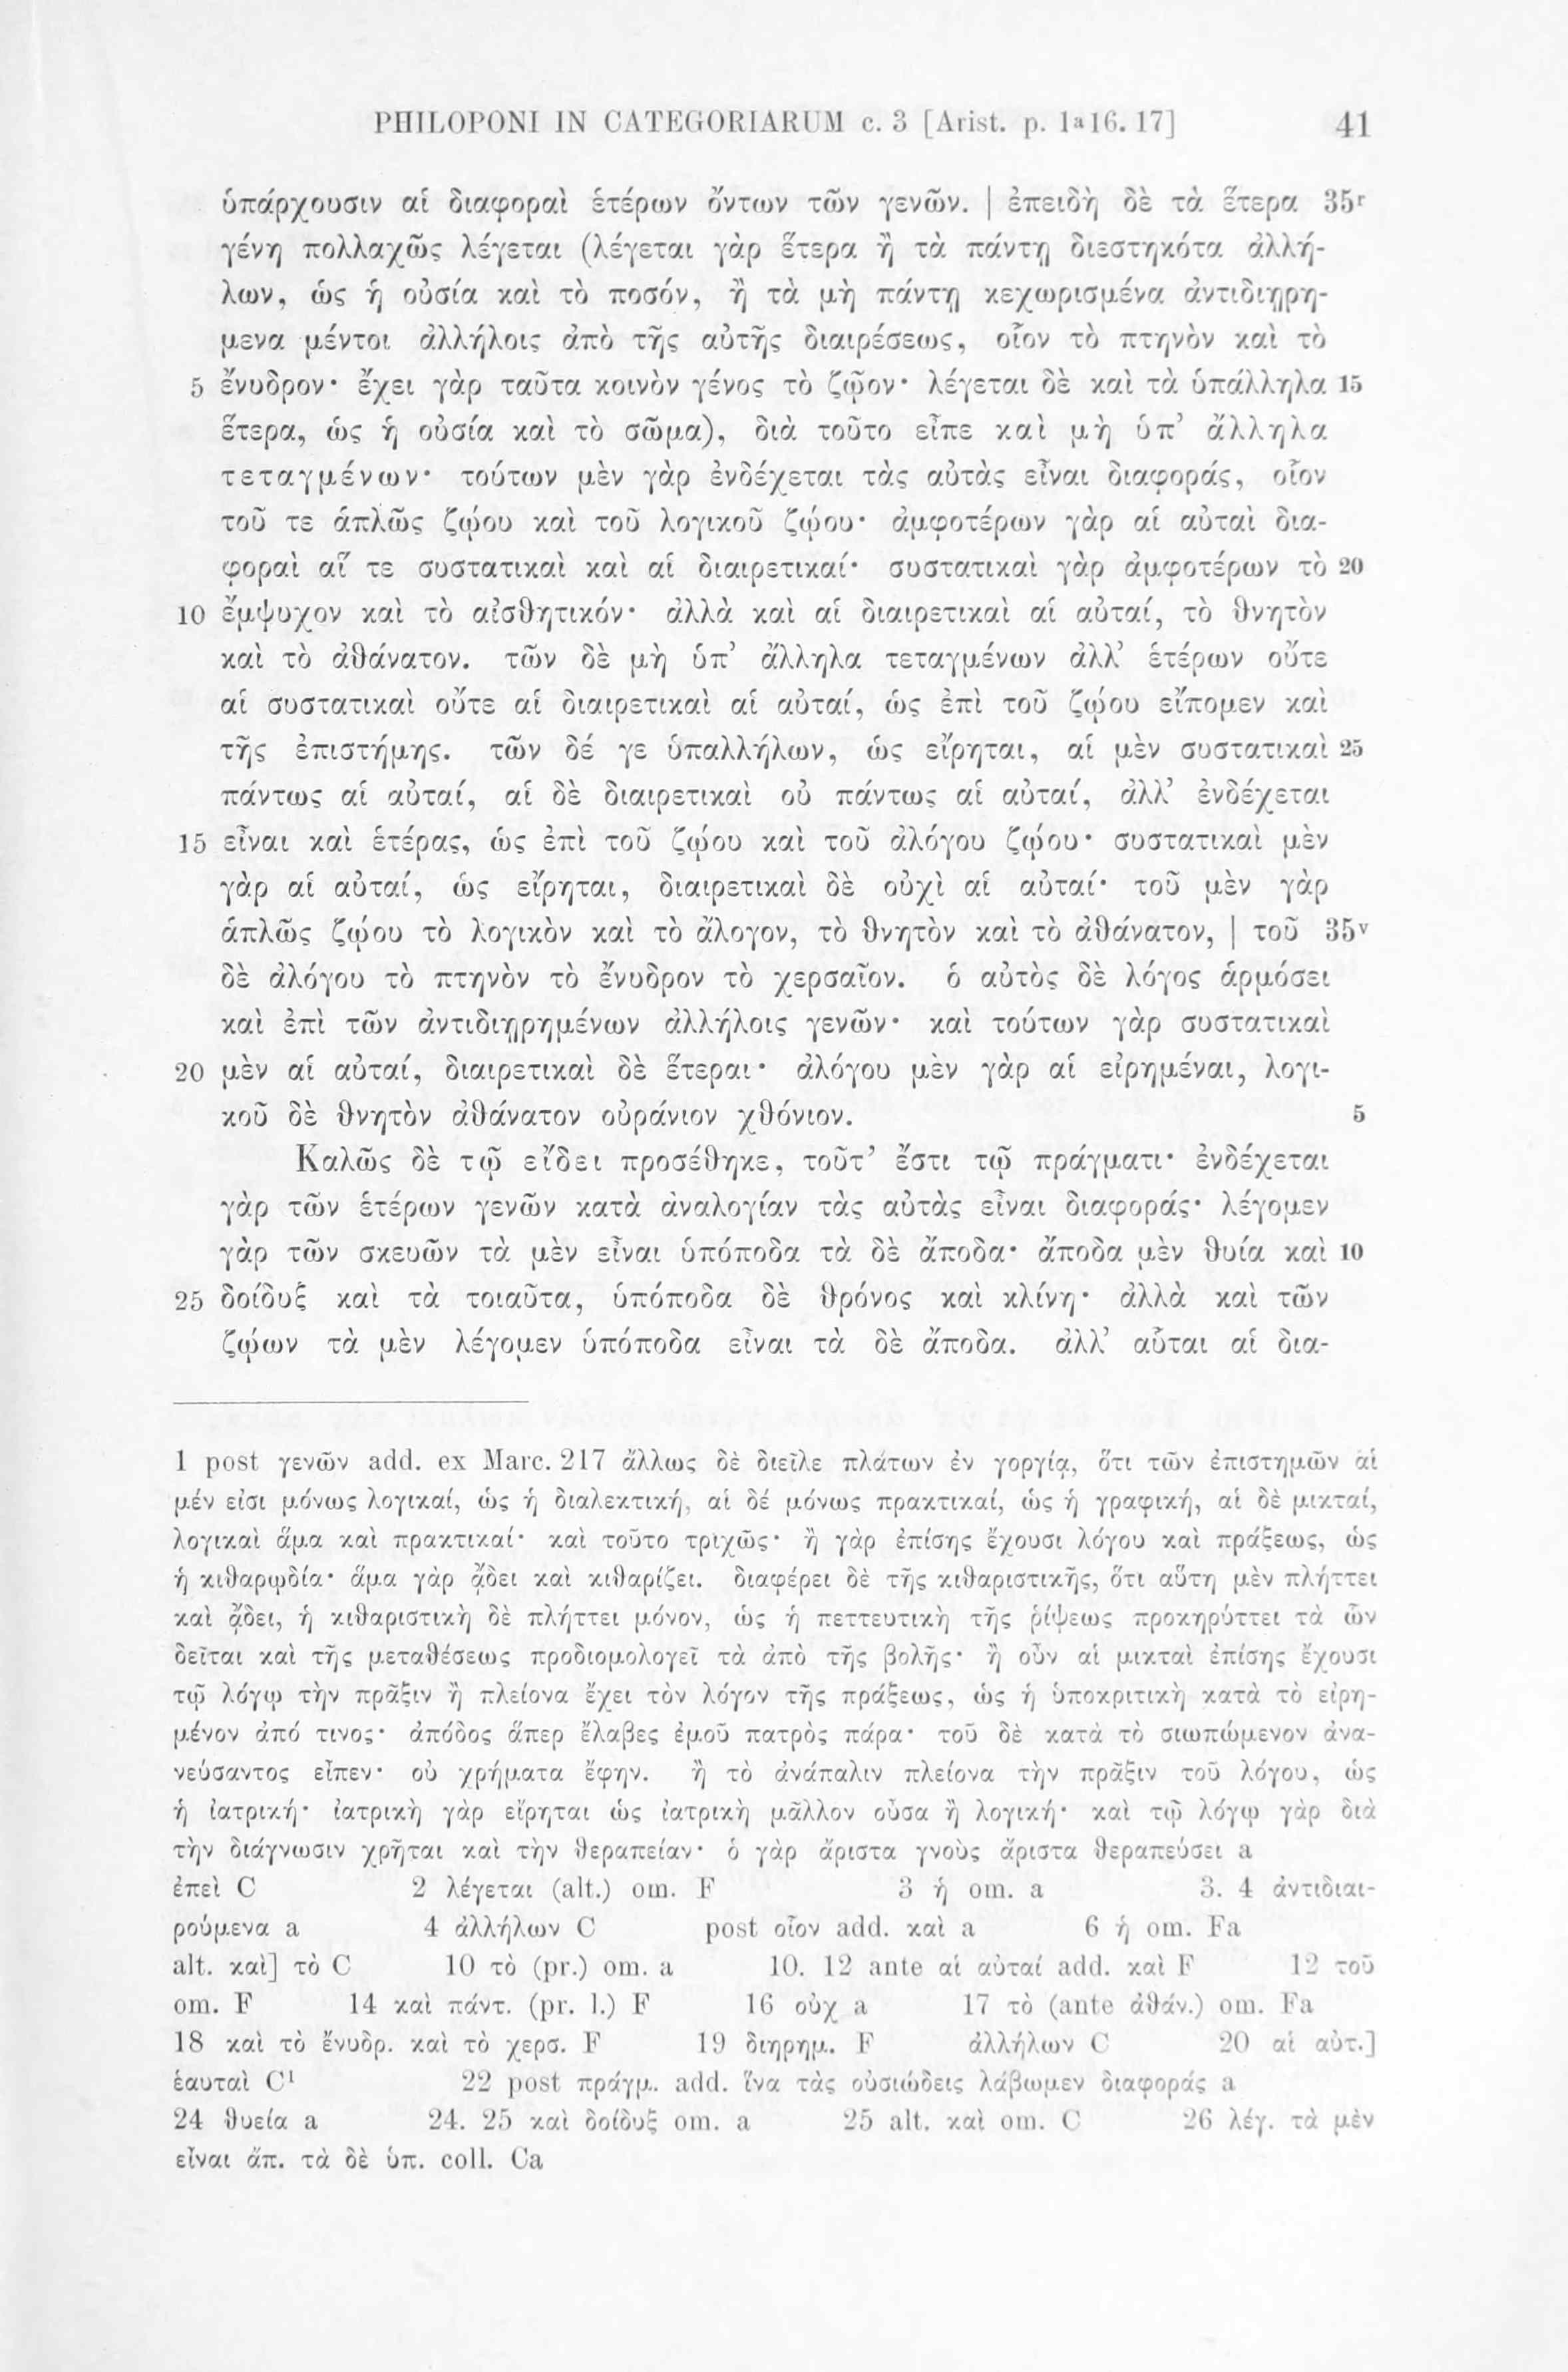 PHILOPONI IN CATEGORIARUM c. 3 [Arist. p. 1ᵃ16. 17] 41
ὑπάρχουσιν αἱ διαφοραὶ ἑτέρων ὄντων τῶν γενῶν. | ἐπειδὴ δὲ τὰ ἕτερα 35ʳ
γένη πολλαχῶς λέγεται (λέγεται γὰρ ἕτερα ἢ τὰ πάντῃ διεστηκότα ἀλλή-
λων, ὡς ἡ οὐσία καὶ τὸ ποσόν, ἢ τὰ μὴ πάντῃ κεχωρισμένα ἀντιδιῃρη-
μενα μέντοι ἀλλήλοις ἀπὸ τῆς αὐτῆς διαιρέσεως, οἷον τὸ πτηνὸν καὶ τὸ
5 ἔνυδρον· ἔχει γὰρ ταῦτα κοινὸν γένος τὸ ζῷον· λέγεται δὲ καὶ τὰ ὑπάλληλα 15
ἕτερα, ὡς ἡ οὐσία καὶ τὸ σῶμα), διὰ τοῦτο εἶπε καὶ μὴ ὑπ’ ἄλληλα
τεταγμένων· τούτων μὲν γὰρ ἐνδέχεται τὰς αὐτὰς εἶναι διαφοράς, οἷον
τοῦ τε ἁπλῶς ζῴου καὶ τοῦ λογικοῦ ζῴου· ἀμφοτέρων γὰρ αἱ αὐταὶ δια-
φοραὶ αἵ τε συστατικαὶ καὶ αἱ διαιρετικαί· συστατικαὶ γὰρ ἀμφοτέρων τὸ 20
10 ἔμψυχον καὶ τὸ αἰσθητικόν· ἀλλὰ καὶ αἱ διαιρετικαὶ αἱ αὐταί, τὸ θνητὸν
καὶ τὸ ἀθάνατον. τῶν δὲ μὴ ὑπ’ ἄλληλα τεταγμένων ἀλλ’ ἑτέρων οὔτε
αἱ συστατικαὶ οὔτε αἱ διαιρετικαὶ αἱ αὐταί, ὡς ἐπὶ τοῦ ζῴου εἴπομεν καὶ
τῆς ἐπιστήμης. τῶν δέ γε ὑπαλλήλων, ὡς εἴρηται, αἱ μὲν συστατικαὶ 25
πάντως αἱ αὐταί, αἱ δὲ διαιρετικαὶ οὐ πάντως αἱ αὐταί, ἀλλ’ ἐνδέχεται
15 εἶναι καὶ ἑτέρας, ὡς ἐπὶ τοῦ ζῴου καὶ τοῦ ἀλόγου ζῴου· συστατικαὶ μὲν
γὰρ αἱ αὐταί, ὡς εἴρηται, διαιρετικαὶ δὲ οὐχὶ αἱ αὐταί· τοῦ μὲν γὰρ
ἁπλῶς ζῴου τὸ λογικὸν καὶ τὸ ἄλογον, τὸ θνητὸν καὶ τὸ ἀθάνατον, | τοῦ 35ᵛ
δὲ ἀλόγου τὸ πτηνὸν τὸ ἔνυδρον τὸ χερσαῖον. ὁ αὐτὸς δὲ λόγος ἁρμόσει
καὶ ἐπὶ τῶν ἀντιδιῃρημένων ἀλλήλοις γενῶν· καὶ τούτων γὰρ συστατικαὶ
20 μὲν αἱ αὐταί, διαιρετικαὶ δὲ ἕτεραι· ἀλόγου μὲν γὰρ αἱ εἰρημέναι, λογι-
κοῦ δὲ θνητὸν ἀθάνατον οὐράνιον χθόνιον. 5
Καλῶς δὲ τῷ εἴδει προσέθηκε, τοῦτ’ ἔστι τῷ πράγματι· ἐνδέχεται
γὰρ τῶν ἑτέρων γενῶν κατὰ ἀναλογίαν τὰς αὐτὰς εἶναι διαφοράς· λέγομεν
γὰρ τῶν σκευῶν τὰ μὲν εἶναι ὑπόποδα τὰ δὲ ἄποδα· ἄποδα μὲν θυία καὶ 10
25 δοίδυξ καὶ τὰ τοιαῦτα, ὑπόποδα δὲ θρόνος καὶ κλίνη· ἀλλὰ καὶ τῶν
ζῴων τὰ μὲν λέγομεν ὑπόποδα εἶναι τὰ δὲ ἄποδα. ἀλλ’ αὗται αἱ δια-
1 post γενῶν add. ex Marc. 217 ἄλλως δὲ διεῖλε πλάτων ἐν γοργίᾳ, ὅτι τῶν ἐπιστημῶν αἱ
μέν εἰσι μόνως λογικαί, ὡς ἡ διαλεκτική, αἱ δέ μόνως πρακτικαί, ὡς ἡ γραφική, αἱ δὲ μικταί,
λογικαὶ ἅμα καὶ πρακτικαί· καὶ τοῦτο τριχῶς· ἢ γὰρ ἐπίσης ἔχουσι λόγου καὶ πράξεως, ὡς
ἡ κιθαρῳδία· ἅμα γὰρ ᾄδει καὶ κιθαρίζει. διαφέρει δὲ τῆς κιθαριστικῆς, ὅτι αὕτη μὲν πλήττει
καὶ ᾄδει, ἡ κιθαριστικὴ δὲ πλήττει μόνον, ὡς ἡ πεττευτικὴ τῆς ῥίψεως προκηρύττει τὰ ὧν
δεῖται καὶ τῆς μεταθέσεως προδιομολογεῖ τὰ ἀπὸ τῆς βολῆς· ἢ οὖν αἱ μικταὶ ἐπίσης ἔχουσι
τῷ λόγῳ τὴν πρᾶξιν ἢ πλείονα ἔχει τὸν λόγον τῆς πράξεως, ὡς ἡ ὑποκριτικὴ κατὰ τὸ εἰρη-
μένον ἀπό τινος· ἀπόδος ἅπερ ἔλαβες ἐμοῦ πατρὸς πάρα· τοῦ δὲ κατὰ τὸ σιωπώμενον ἀνα-
νεύσαντος εἶπεν· οὐ χρήματα ἔφην. ἢ τὸ ἀνάπαλιν πλείονα τὴν πρᾶξιν τοῦ λόγου, ὡς
ἡ ἰατρική· ἰατρικὴ γὰρ εἴρηται ὡς ἰατρικὴ μᾶλλον οὖσα ἢ λογική· καὶ τῷ λόγῳ γὰρ διὰ
τὴν διάγνωσιν χρῆται καὶ τὴν θεραπείαν· ὁ γὰρ ἄριστα γνοὺς ἄριστα θεραπεύσει a
ἐπεὶ C 2 λέγεται (alt.) om. F 3 ἡ om. a 3. 4 ἀντιδιαι-
ρούμενα a 4 ἀλλήλων C post οἷον add. καὶ a 6 ἡ om. Fa
alt. καὶ] τὸ C 10 τὸ (pr.) om. a 10. 12 ante αἱ αὐταί add. καὶ F 12 τοῦ
om. F 14 καὶ πάντ. (pr. l.) F 16 οὐχ a 17 τὸ (ante ἀθάν.) om. Fa
18 καὶ τὸ ἔνυδρ. καὶ τὸ χερσ. F 19 διηρημ. F ἀλλήλων C 20 αἱ αὐτ.]
ἑαυταὶ C¹ 22 post πράγμ. add. ἵνα τὰς οὐσιώδεις λάβωμεν διαφοράς a
24 θυεία a 24. 25 καὶ δοίδυξ om. a 25 alt. καὶ om. C 26 λέγ. τὰ μὲν
εἶναι ἄπ. τὰ δὲ ὑπ. coll. Ca